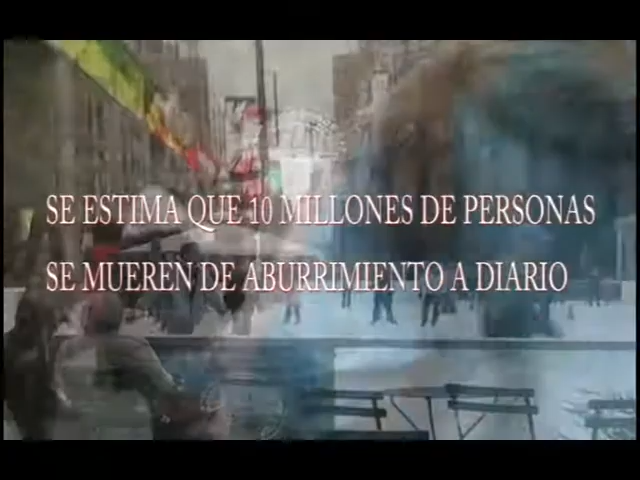 SE ESTIMA QUE 10 MILLONES DE PERSONAS
SE MUEREN DE ABURRIMIENTO A DIARIO